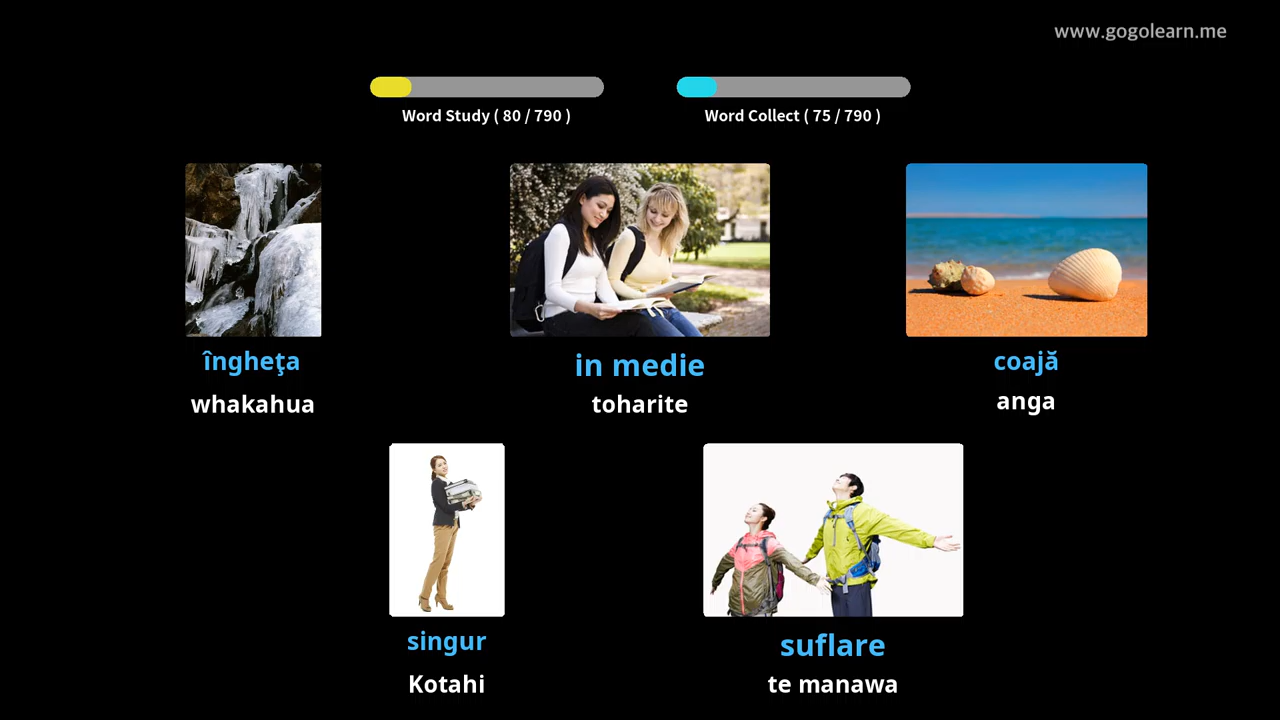 www.gogolearn.me
Word Study ( 80 / 790 )
Word Collect ( 75 / 790 )
îngheţa
whakahua
in medie
toharite
coajă
anga
singur
Kotahi
suflare
te manawa